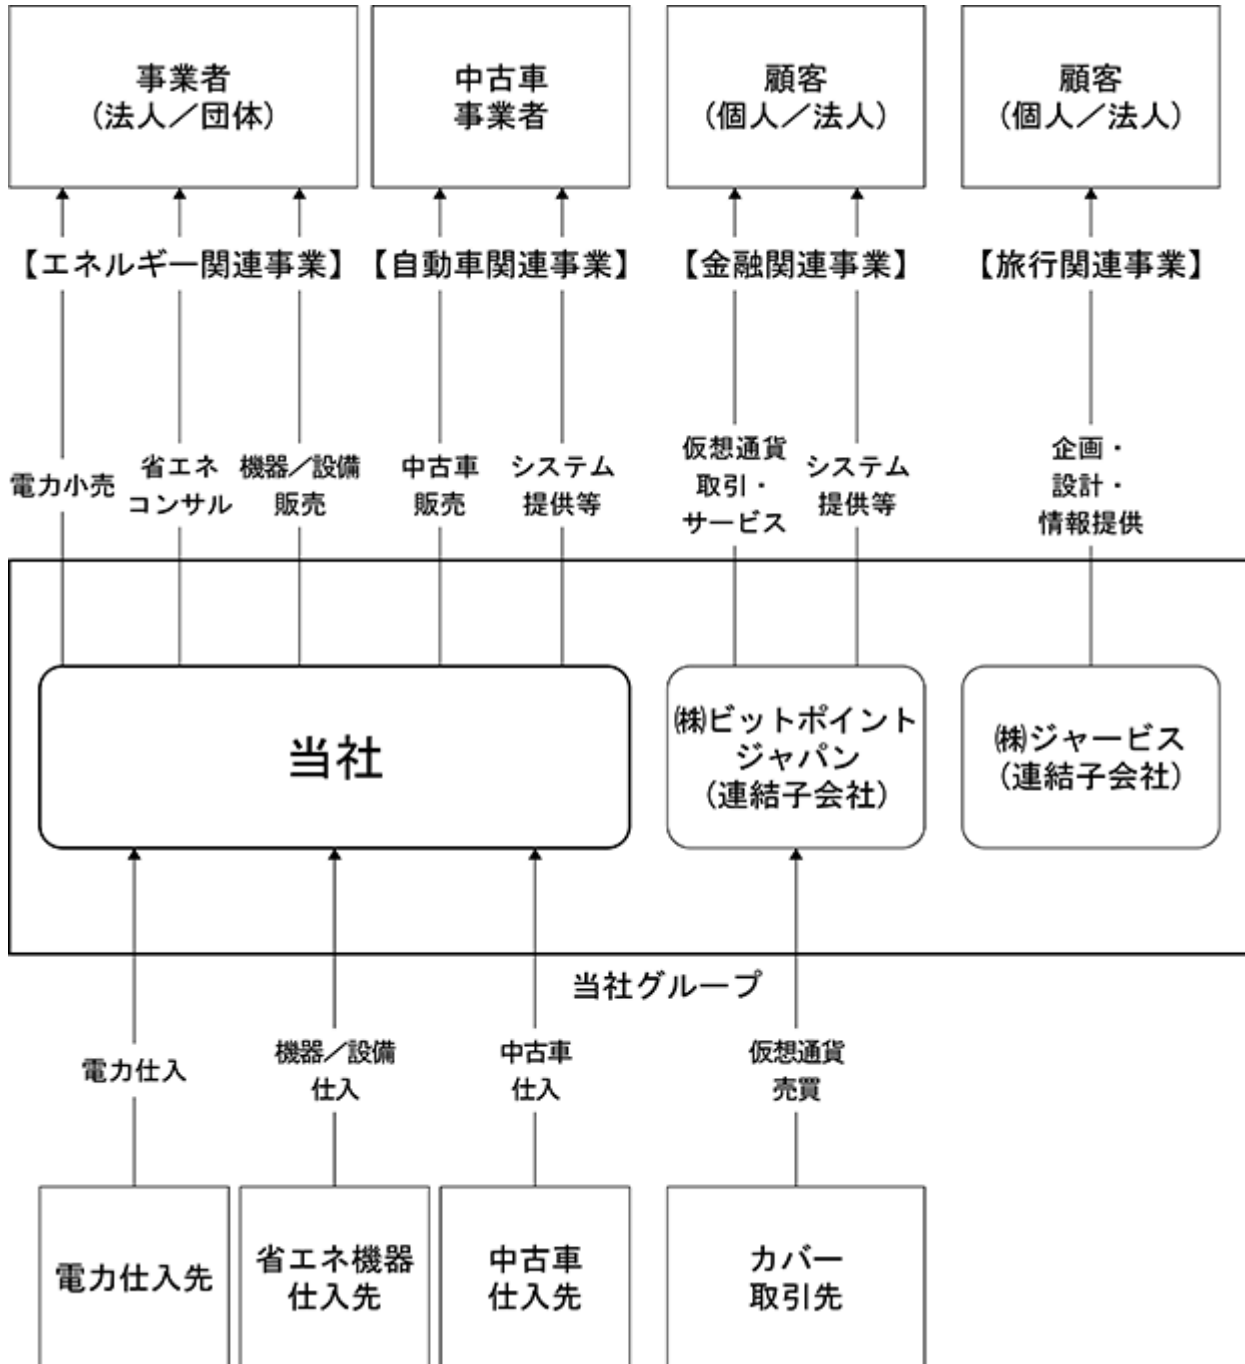 事業者
（法人／団体）
中古車
事業者
顧客
（個人／法人）
顧客
（個人／法人）
【エネルギー関連事業】
【自動車関連事業】
【金融関連事業】
【旅行関連事業】
電力小売
省エネ
コンサル
機器／設備
販売
中古車
販売
システム
提供等
仮想通貨
取引・
サービス
システム
提供等
企画・
設計・
情報提供
当社
㈱ビットポイント
ジャパン
（連結子会社）
㈱ジャービス
（連結子会社）
当社グループ
電力仕入
機器／設備
仕入
中古車
仕入
仮想通貨
売買
電力仕入先
省エネ機器
仕入先
中古車
仕入先
カバー
取引先